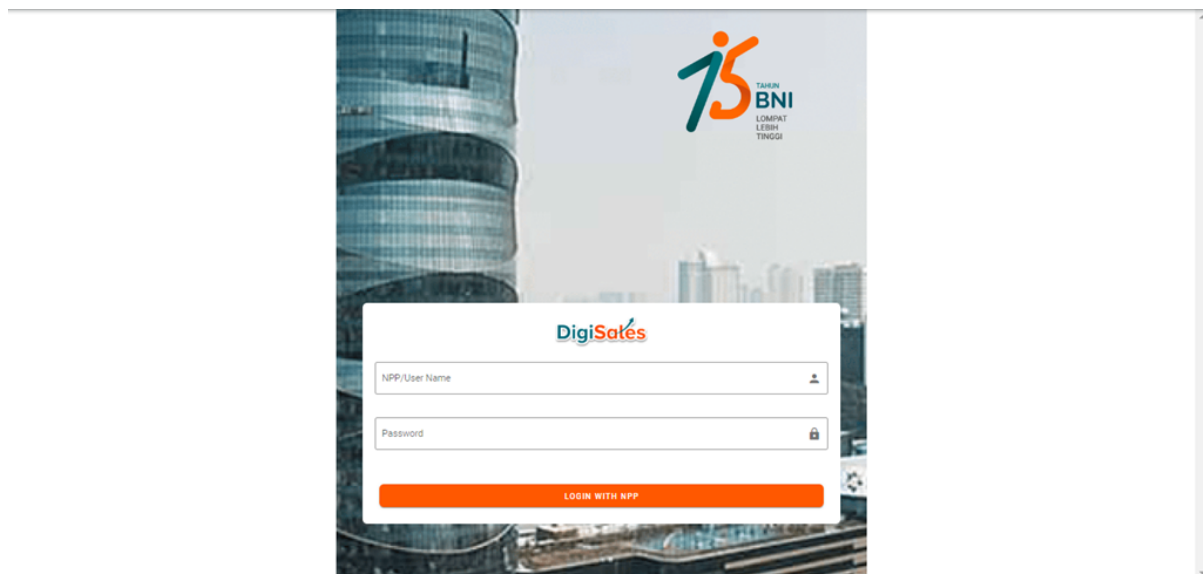 75
TAHUN
BNI
LOMPAT
LEBIH
TINGGI
DigiSales
NPP/User Name
Password
LOGIN WITH NPP